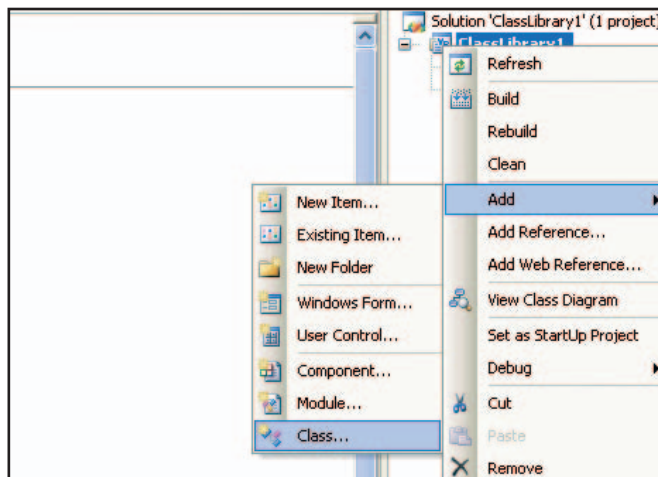 Solution 'ClassLibrary1' (1 project)
ClassLibrary1
Refresh
Build
Rebuild
Clean
Add
Add Reference...
Add Web Reference...
View Class Diagram
Set as StartUp Project
Debug
Cut
Paste
Remove
New Item...
Existing Item...
New Folder
Windows Form...
User Control...
Component...
Module...
Class...